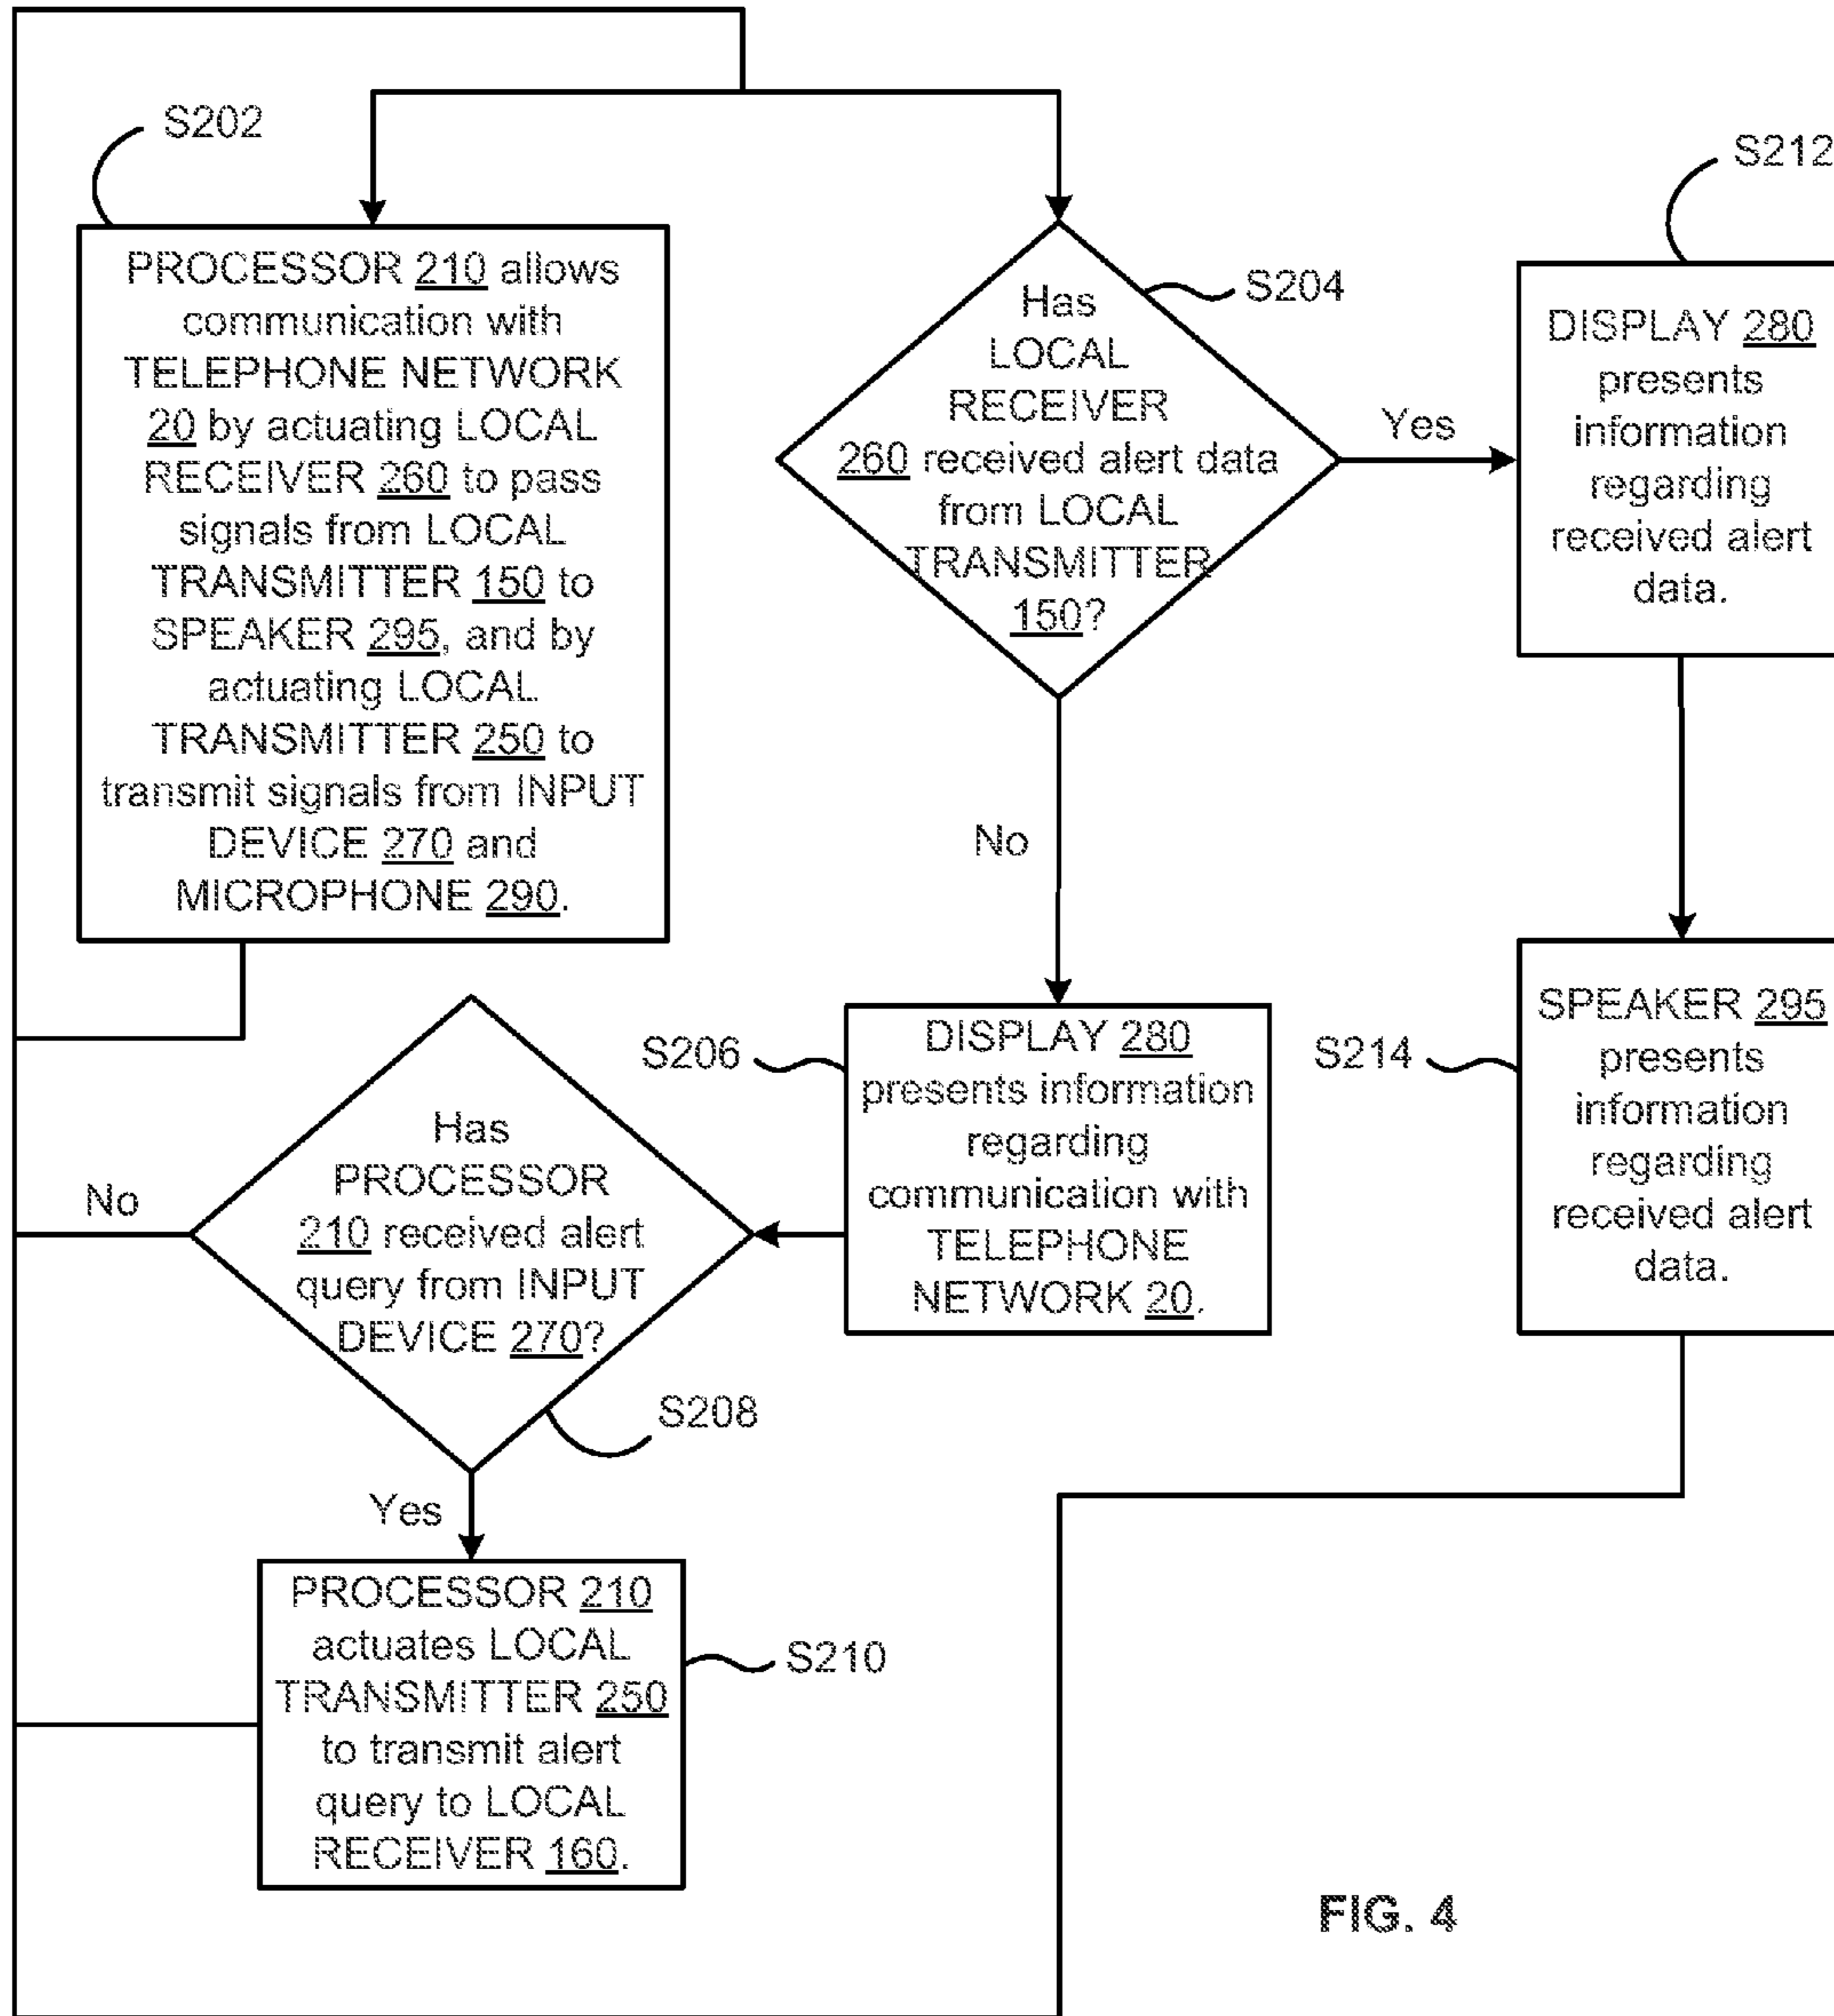 S202
PROCESSOR 210 allows
communication with
TELEPHONE NETWORK
20 by actuating LOCAL
RECEIVER 260 to pass
signals from LOCAL
TRANSMITTER 150 to
SPEAKER 295, and by
actuating LOCAL
TRANSMITTER 250 to
transmit signals from INPUT
DEVICE 270 and
MICROPHONE 290.
S204
Has
LOCAL
RECEIVER
260 received alert data
from LOCAL
TRANSMITTER
150?
Yes
No
S212
DISPLAY 280
presents
information
regarding
received alert
data.
S206
DISPLAY 280
presents information
regarding
communication with
TELEPHONE
NETWORK 20.
S214
SPEAKER 295
presents
information
regarding
received alert
data.
Has
PROCESSOR
210 received alert
query from INPUT
DEVICE 270?
No
S208
Yes
PROCESSOR 210
actuates LOCAL
TRANSMITTER 250
to transmit alert
query to LOCAL
RECEIVER 160.
S210
FIG. 4